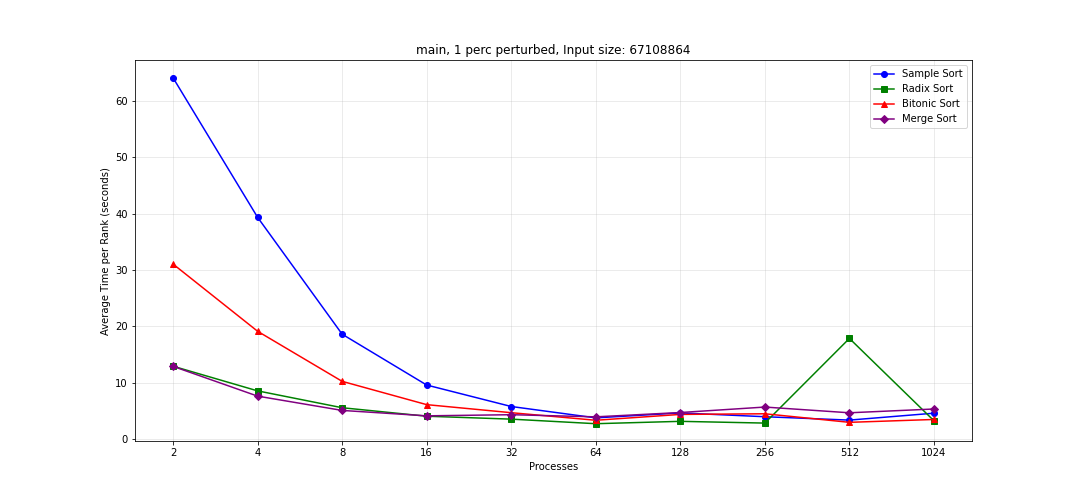 main, 1 perc perturbed, Input size: 67108864
Sample Sort
Radix Sort
Bitonic Sort
Merge Sort
Average Time per Rank (seconds)
60
50
40
30
20
10
0
2 4 8 16 32 64 128 256 512 1024
Processes